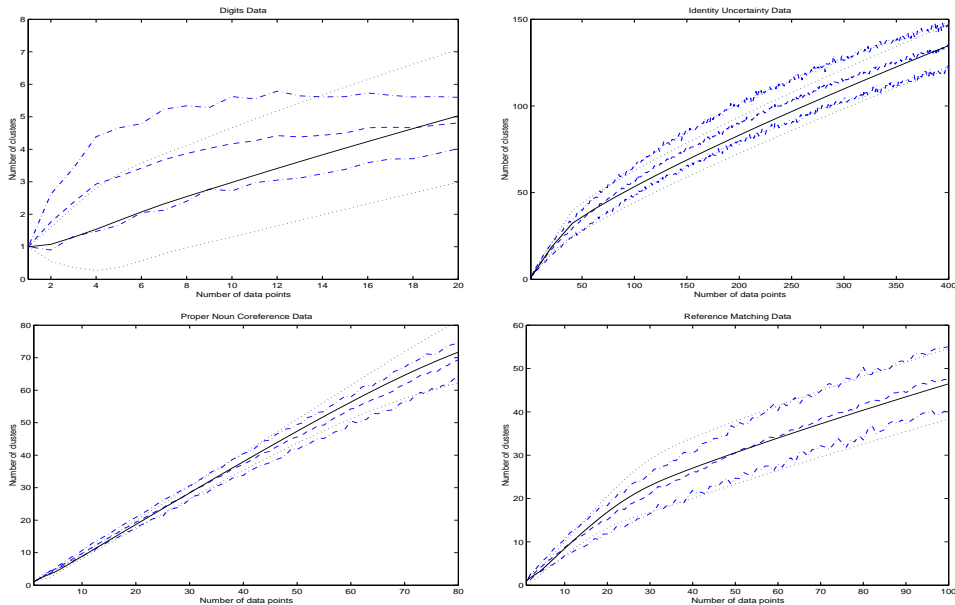 Digits Data
Number of clusters
8
7
6
5
4
3
2
1
0
2 4 6 8 10 12 14 16 18 20
Number of data points
Identity Uncertainty Data
Number of clusters
150
100
50
0
50 100 150 200 250 300 350 400
Number of data points
Proper Noun Coreference Data
Number of clusters
80
70
60
50
40
30
20
10
0
10 20 30 40 50 60 70 80
Number of data points
Reference Matching Data
Number of clusters
60
50
40
30
20
10
0
10 20 30 40 50 60 70 80 90 100
Number of data points